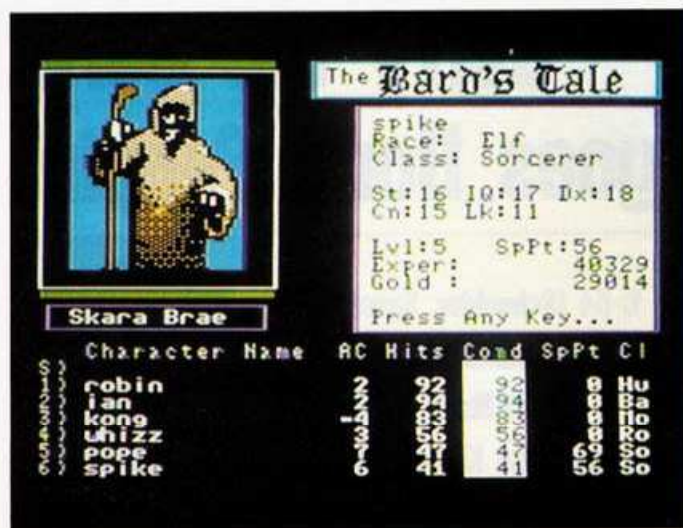 The Bard's Tale
spike
Race: Elf
Class: Sorcerer
St:16 IQ:17 Dx:18
Cn:15 Lk:11
Lvl:5 SpPt:56
Exper: 40329
Gold : 29014
Press Any Key...
Skara Brae
Character Name AC Hits Cond SpPt Cl
S)
1) robin 2 92 92 0 Hu
2) ian 2 94 94 0 Ba
3) kong -4 83 83 0 Mo
4) whizz 3 56 56 0 Ro
5) pope 7 47 47 69 So
6) spike 6 41 41 56 So